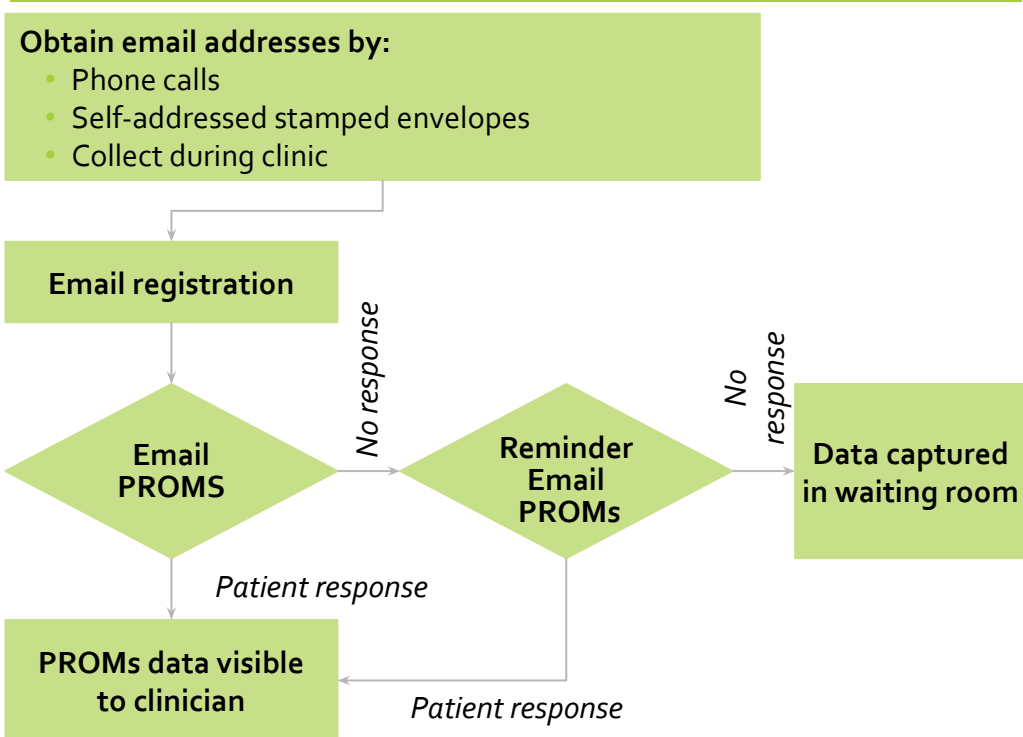 Obtain email addresses by:
• Phone calls
• Self-addressed stamped envelopes
• Collect during clinic
Email registration
No response
No
response
Email
PROMS
Reminder
Email
PROMs
Data captured
in waiting room
Patient response
PROMs data visible
to clinician
Patient response